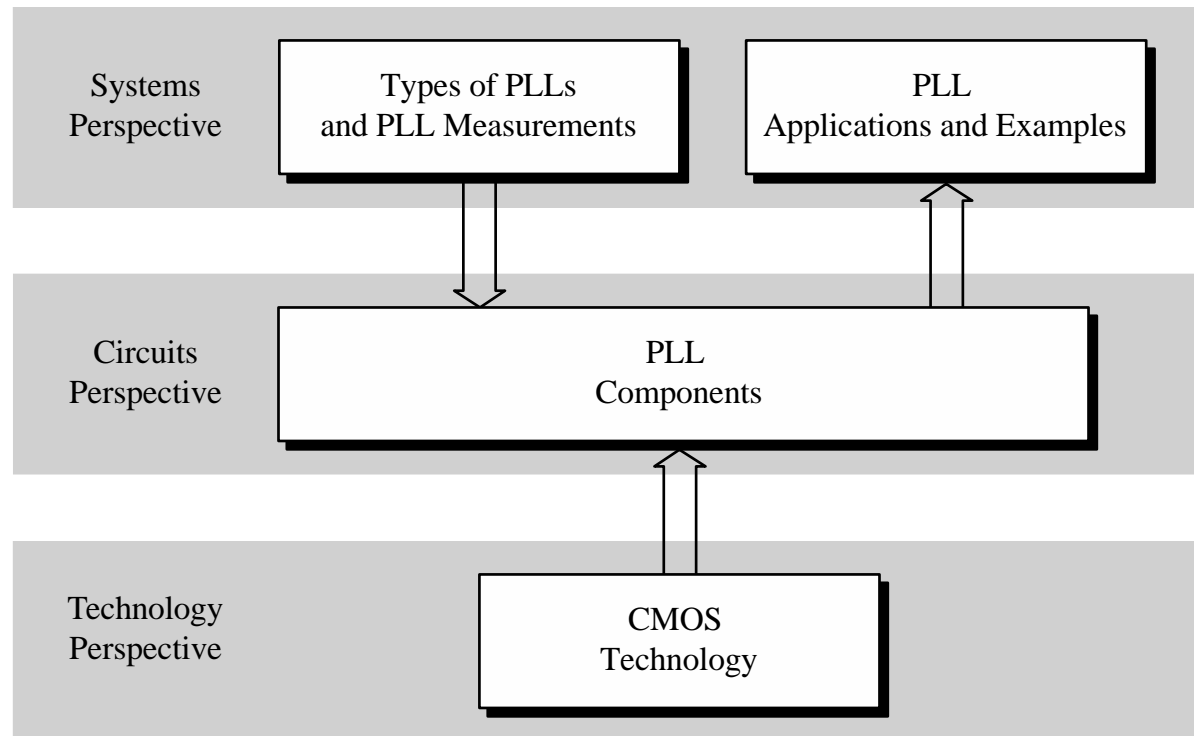 Systems
Perspective
Types of PLLs
and PLL Measurements
PLL
Applications and Examples
Circuits
Perspective
PLL
Components
Technology
Perspective
CMOS
Technology